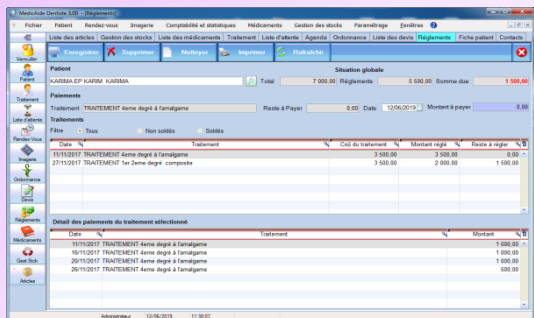 MediciAide Dentiste 3.00 - [Règlements]
Fichier Patient Rendez-vous Imagerie Comptabilité et statistiques Médicaments Gestion des stocks Paramétrage Fenêtres
Liste des articles Gestion des stocks Liste des médicaments Traitement Liste d'attente Agenda Ordonnance Liste des devis Règlements Fiche patient Contacts
Verrouiller
Enregistrer Supprimer Nettoyer Imprimer Rafraîchir
Patient Situation globale
KARIMA EP KARIM KARIMA Total 7 000,00 Réglements 5 500,00 Somme due 1 500,00
Paiements
Traitement TRAITEMENT 4eme degré à l'amalgame Reste à Payer 0,00 Date 12/06/2019 Montant à payer 0,00
Traitements
Filtre Tous Non soldés Soldés
Date Traitement Coû du traitement Montant réglé Reste à régler
11/11/2017 TRAITEMENT 4eme degré à l'amalgame 3 500,00 3 500,00 0,00
27/11/2017 TRAITEMENT 1er 2eme degré composite 3 500,00 2 000,00 1 500,00
Détail des paiements du traitement sélectionné
Date Traitement Montant
11/11/2017 TRAITEMENT 4eme degré à l'amalgame 1 000,00
16/11/2017 TRAITEMENT 4eme degré à l'amalgame 1 000,00
20/11/2017 TRAITEMENT 4eme degré à l'amalgame 1 000,00
26/11/2017 TRAITEMENT 4eme degré à l'amalgame 500,00
Patient
Traitement
Liste d'attente
Rendez-Vous
Imagerie
Ordonnance
Devis
Règlements
Médicaments
Gest Stock
Articles
Administrateur 12/06/2019 11:30:07